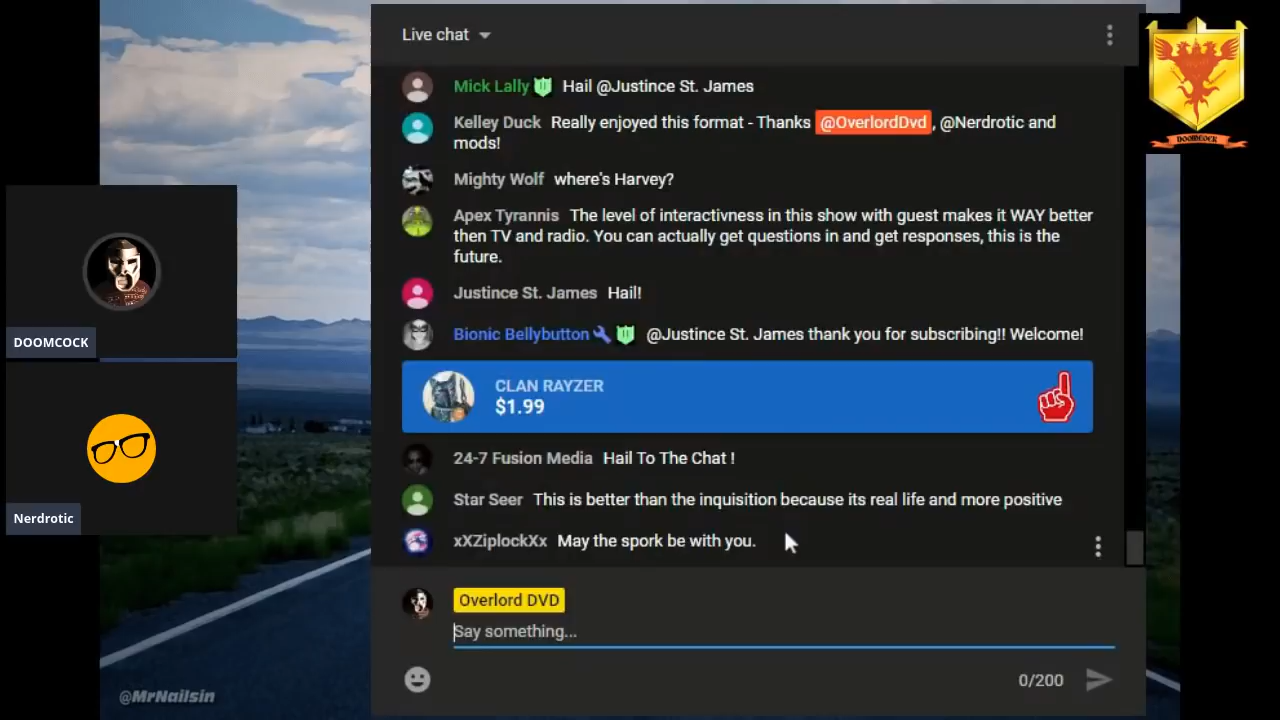 Live chat
Mick Lally Hail @Justince St. James
Kelley Duck Really enjoyed this format - Thanks @OverlordDvd, @Nerdrotic and
mods!
Mighty Wolf where's Harvey?
Apex Tyrannis The level of interactivness in this show with guest makes it WAY better
then TV and radio. You can actually get questions in and get responses, this is the
future.
Justince St. James Hail!
Bionic Bellybutton @Justince St. James thank you for subscribing!! Welcome!
CLAN RAYZER
$1.99
24-7 Fusion Media Hail To The Chat !
Star Seer This is better than the inquisition because its real life and more positive
xXZiplockXx May the spork be with you.
Overlord DVD
Say something...
0/200
DOOMCOCK
DOOMCOCK
Nerdrotic
@MrNailsin